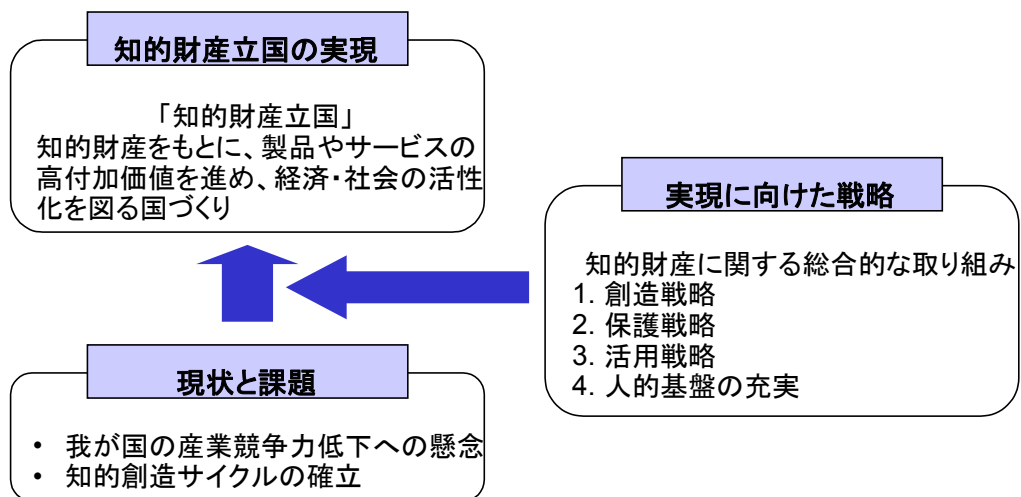 知的財産立国の実現
「知的財産立国」
知的財産をもとに、製品やサービスの
高付加価値を進め、経済・社会の活性
化を図る国づくり
実現に向けた戦略
知的財産に関する総合的な取り組み
1. 創造戦略
2. 保護戦略
3. 活用戦略
4. 人的基盤の充実
現状と課題
• 我が国の産業競争力低下への懸念
• 知的創造サイクルの確立